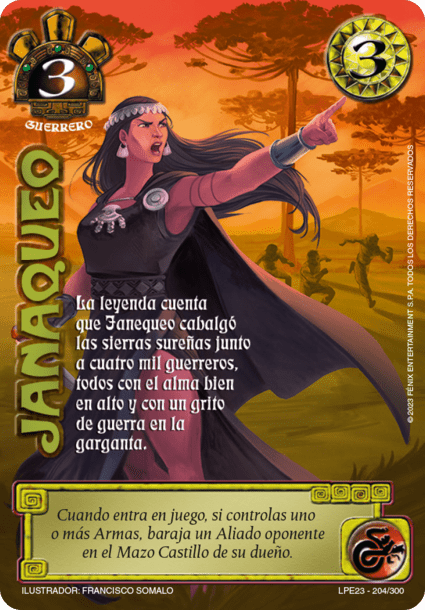 3
GUERRERO
3
JANAQUEO
La leyenda cuenta
que Janequeo cabalgó
las sierras sureñas junto
a cuatro mil guerreros,
todos con el alma bien
en alto y con un grito
de guerra en la
garganta.
© 2023 FÉNIX ENTERTAINMENT S.P.A. TODOS LOS DERECHOS RESERVADOS
Cuando entra en juego, si controlas uno
o más Armas, baraja un Aliado oponente
en el Mazo Castillo de su dueño.
ILUSTRADOR: FRANCISCO SOMALO
LPE23 - 204/300